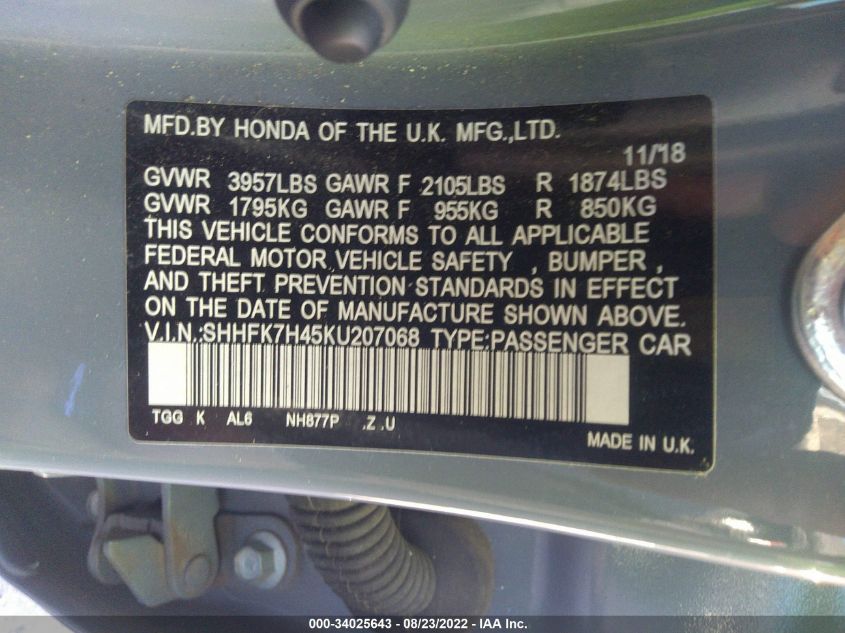 MFD.BY HONDA OF THE U.K. MFG.,LTD.
11/18
GVWR 3957LBS GAWR F 2105LBS R 1874LBS
GVWR 1795KG GAWR F 955KG R 850KG
THIS VEHICLE CONFORMS TO ALL APPLICABLE
FEDERAL MOTOR VEHICLE SAFETY , BUMPER ,
AND THEFT PREVENTION STANDARDS IN EFFECT
ON THE DATE OF MANUFACTURE SHOWN ABOVE.
V.I.N.:SHHFK7H45KU207068 TYPE:PASSENGER CAR
TGG K AL6 NH877P .Z .U
MADE IN U.K.
000-34025643 - 08/23/2022 - IAA Inc.